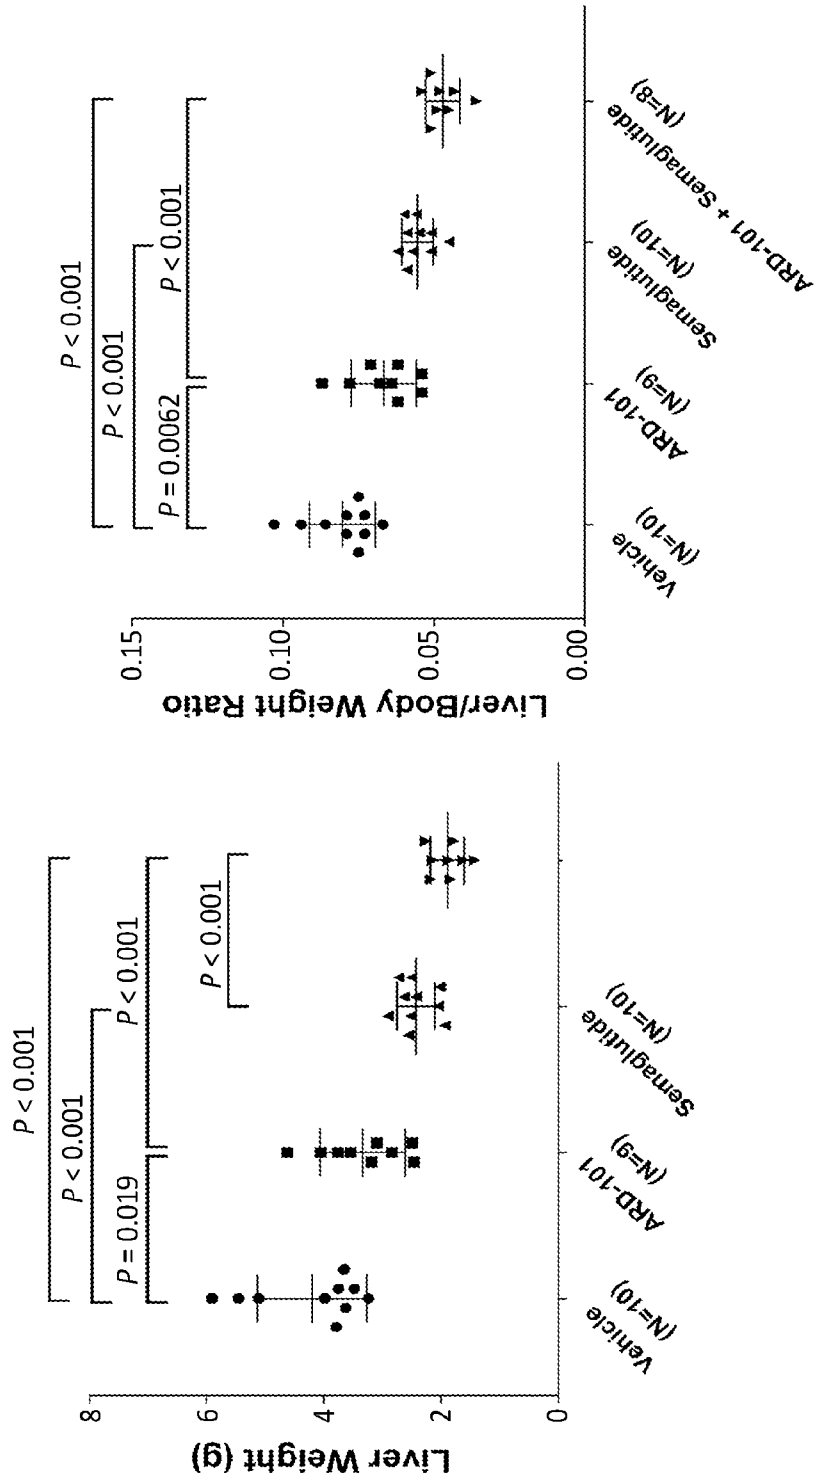 P < 0.001
P < 0.001
P = 0.019
P < 0.001
P < 0.001
8
6
4
2
0
Liver Weight (g)
Vehicle
(N=10)
ARD-101
(N=9)
Semaglutide
(N=10)
P < 0.001
P < 0.001
P = 0.0062
P < 0.001
0.15
0.10
0.05
0.00
Liver/Body Weight Ratio
Vehicle
(N=10)
ARD-101
(N=9)
Semaglutide
(N=10)
ARD-101 + Semaglutide
(N=8)